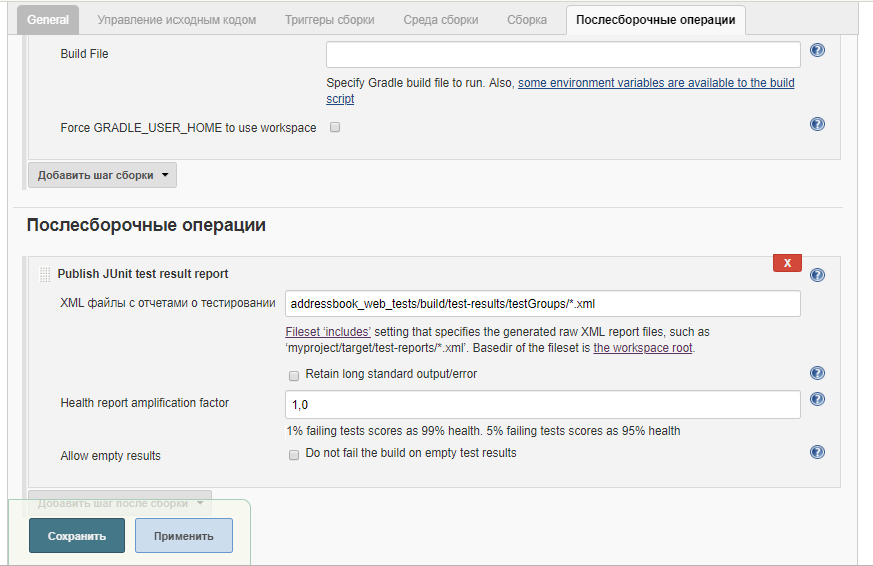 General Управление исходным кодом Триггеры сборки Среда сборки Сборка Послесборочные операции
Build File
Specify Gradle build file to run. Also, some environment variables are available to the build
script
Force GRADLE_USER_HOME to use workspace
Добавить шаг сборки
Послесборочные операции
X
Publish JUnit test result report
XML файлы с отчетами о тестировании addressbook_web_tests/build/test-results/testGroups/*.xml
Fileset ‘includes’ setting that specifies the generated raw XML report files, such as
‘myproject/target/test-reports/*.xml’. Basedir of the fileset is the workspace root.
Retain long standard output/error
Health report amplification factor 1,0
1% failing tests scores as 99% health. 5% failing tests scores as 95% health
Allow empty results Do not fail the build on empty test results
Добавить шаг после сборки
Сохранить Применить